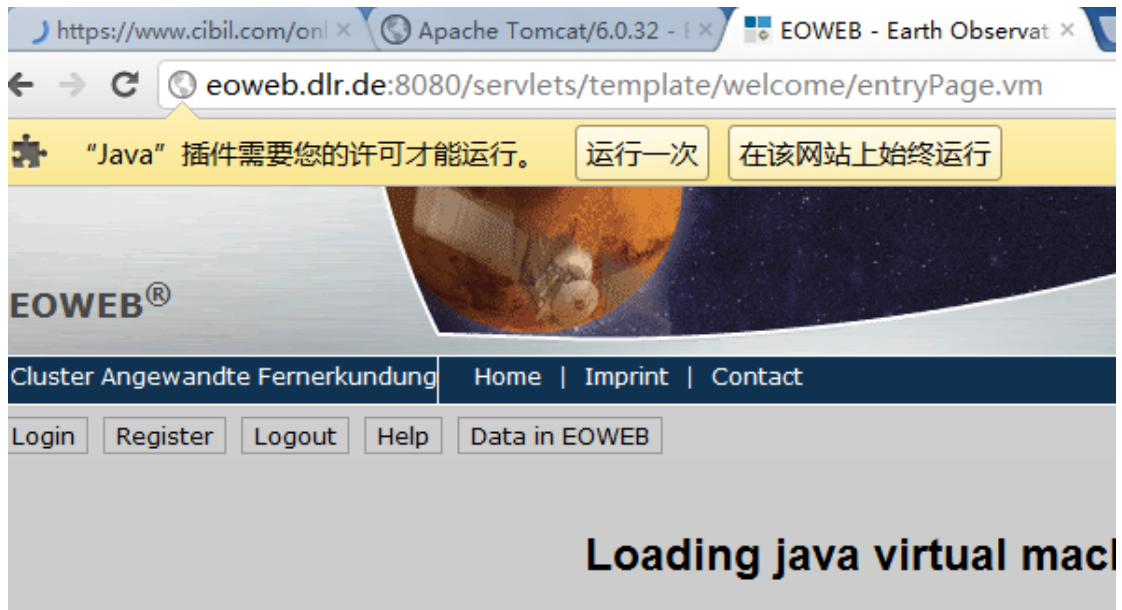 https://www.cibil.com/onl
Apache Tomcat/6.0.32 -
EOWEB - Earth Observat
eoweb.dlr.de:8080/servlets/template/welcome/entryPage.vm
“Java” 插件需要您的许可才能运行。 运行一次 在该网站上始终运行
EOWEB®
Cluster Angewandte Fernerkundung Home | Imprint | Contact
Login Register Logout Help Data in EOWEB
Loading java virtual